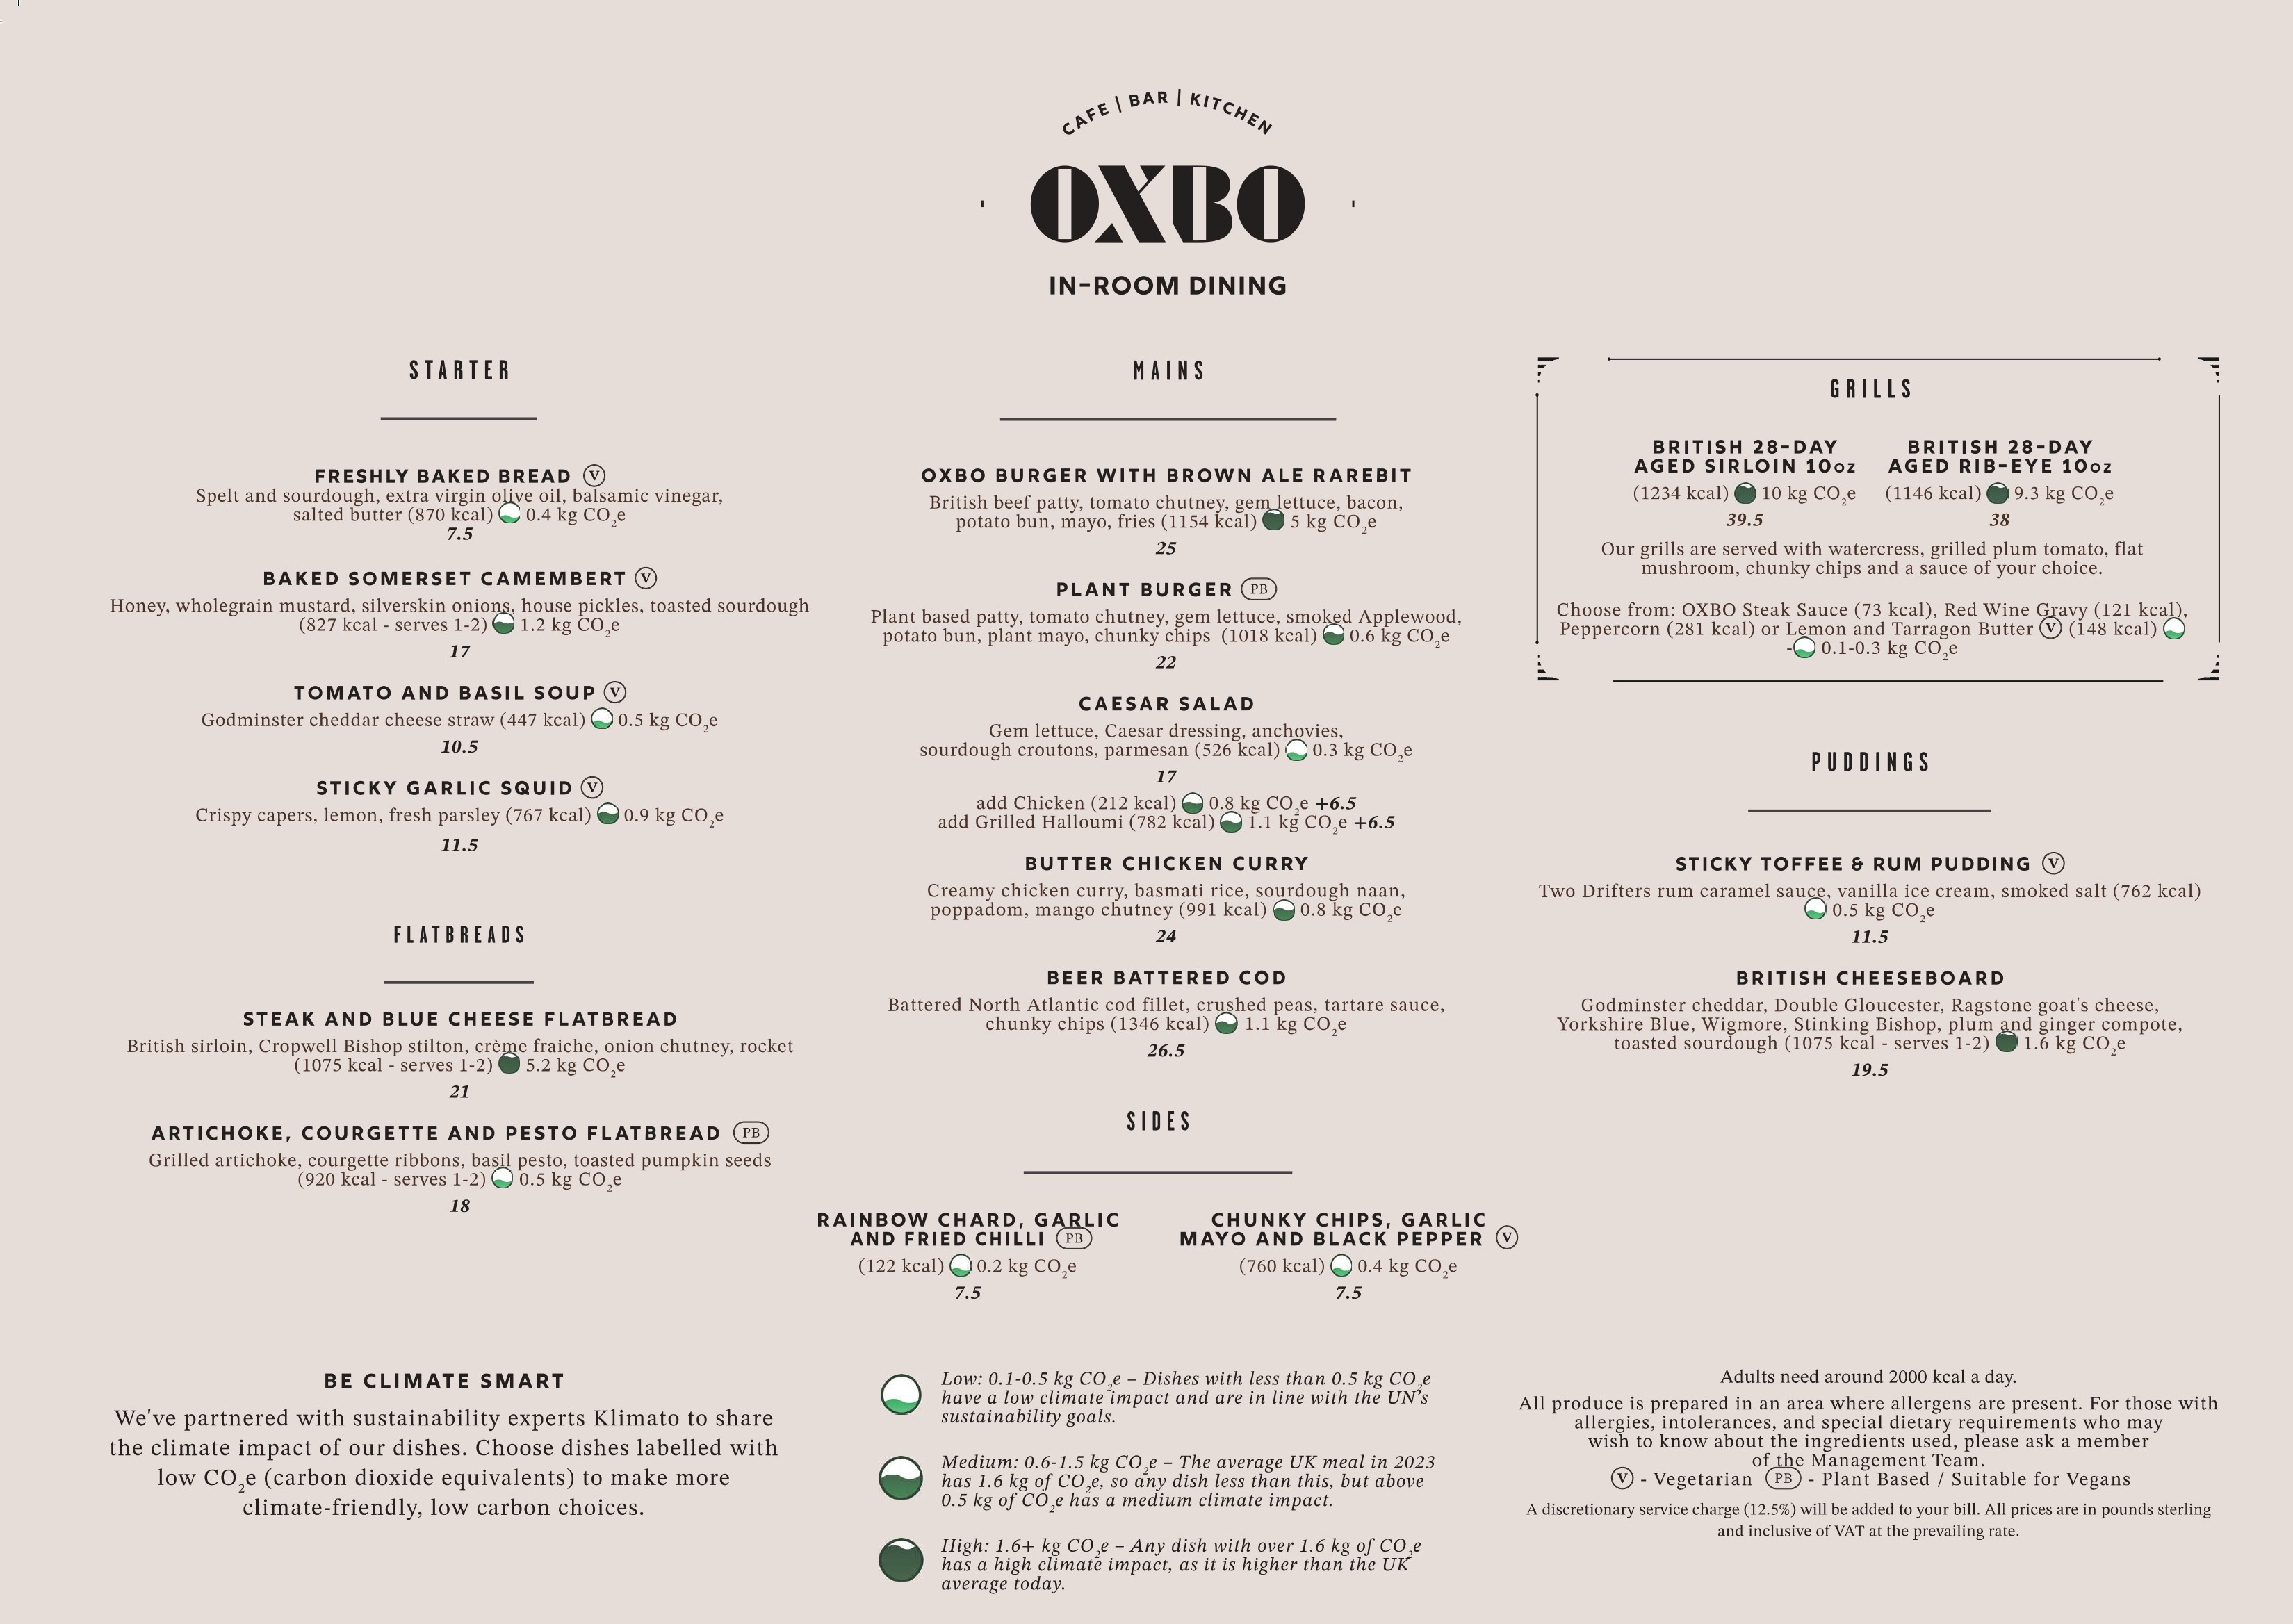 CAFE | BAR | KITCHEN
OXBO
IN-ROOM DINING
STARTER
FRESHLY BAKED BREAD V
Spelt and sourdough, extra virgin olive oil, balsamic vinegar,
salted butter (870 kcal) 0.4 kg CO₂e
7.5
BAKED SOMERSET CAMEMBERT V
Honey, wholegrain mustard, silverskin onions, house pickles, toasted sourdough
(827 kcal - serves 1-2) 1.2 kg CO₂e
17
TOMATO AND BASIL SOUP V
Godminster cheddar cheese straw (447 kcal) 0.5 kg CO₂e
10.5
STICKY GARLIC SQUID V
Crispy capers, lemon, fresh parsley (767 kcal) 0.9 kg CO₂e
11.5
FLATBREADS
STEAK AND BLUE CHEESE FLATBREAD
British sirloin, Cropwell Bishop stilton, crème fraiche, onion chutney, rocket
(1075 kcal - serves 1-2) 5.2 kg CO₂e
21
ARTICHOKE, COURGETTE AND PESTO FLATBREAD PB
Grilled artichoke, courgette ribbons, basil pesto, toasted pumpkin seeds
(920 kcal - serves 1-2) 0.5 kg CO₂e
18
MAINS
OXBO BURGER WITH BROWN ALE RAREBIT
British beef patty, tomato chutney, gem lettuce, bacon,
potato bun, mayo, fries (1154 kcal) 5 kg CO₂e
25
PLANT BURGER PB
Plant based patty, tomato chutney, gem lettuce, smoked Applewood,
potato bun, plant mayo, chunky chips (1018 kcal) 0.6 kg CO₂e
22
CAESAR SALAD
Gem lettuce, Caesar dressing, anchovies,
sourdough croutons, parmesan (526 kcal) 0.3 kg CO₂e
17
add Chicken (212 kcal) 0.8 kg CO₂e +6.5
add Grilled Halloumi (782 kcal) 1.1 kg CO₂e +6.5
BUTTER CHICKEN CURRY
Creamy chicken curry, basmati rice, sourdough naan,
poppadom, mango chutney (991 kcal) 0.8 kg CO₂e
24
BEER BATTERED COD
Battered North Atlantic cod fillet, crushed peas, tartare sauce,
chunky chips (1346 kcal) 1.1 kg CO₂e
26.5
SIDES
RAINBOW CHARD, GARLIC
AND FRIED CHILLI PB
(122 kcal) 0.2 kg CO₂e
7.5
CHUNKY CHIPS, GARLIC
MAYO AND BLACK PEPPER V
(760 kcal) 0.4 kg CO₂e
7.5
GRILLS
BRITISH 28-DAY
AGED SIRLOIN 10oz
(1234 kcal) 10 kg CO₂e
39.5
BRITISH 28-DAY
AGED RIB-EYE 10oz
(1146 kcal) 9.3 kg CO₂e
38
Our grills are served with watercress, grilled plum tomato, flat
mushroom, chunky chips and a sauce of your choice.
Choose from: OXBO Steak Sauce (73 kcal), Red Wine Gravy (121 kcal),
Peppercorn (281 kcal) or Lemon and Tarragon Butter V (148 kcal)
- 0.1-0.3 kg CO₂e
PUDDINGS
STICKY TOFFEE & RUM PUDDING V
Two Drifters rum caramel sauce, vanilla ice cream, smoked salt (762 kcal)
0.5 kg CO₂e
11.5
BRITISH CHEESEBOARD
Godminster cheddar, Double Gloucester, Ragstone goat's cheese,
Yorkshire Blue, Wigmore, Stinking Bishop, plum and ginger compote,
toasted sourdough (1075 kcal - serves 1-2) 1.6 kg CO₂e
19.5
BE CLIMATE SMART
We've partnered with sustainability experts Klimato to share
the climate impact of our dishes. Choose dishes labelled with
low CO₂e (carbon dioxide equivalents) to make more
climate-friendly, low carbon choices.
Low: 0.1-0.5 kg CO₂e – Dishes with less than 0.5 kg CO₂e
have a low climate impact and are in line with the UN's
sustainability goals.
Medium: 0.6-1.5 kg CO₂e – The average UK meal in 2023
has 1.6 kg of CO₂e, so any dish less than this, but above
0.5 kg of CO₂e has a medium climate impact.
High: 1.6+ kg CO₂e – Any dish with over 1.6 kg of CO₂e
has a high climate impact, as it is higher than the UK
average today.
Adults need around 2000 kcal a day.
All produce is prepared in an area where allergens are present. For those with
allergies, intolerances, and special dietary requirements who may
wish to know about the ingredients used, please ask a member
of the Management Team.
V - Vegetarian PB - Plant Based / Suitable for Vegans
A discretionary service charge (12.5%) will be added to your bill. All prices are in pounds sterling
and inclusive of VAT at the prevailing rate.